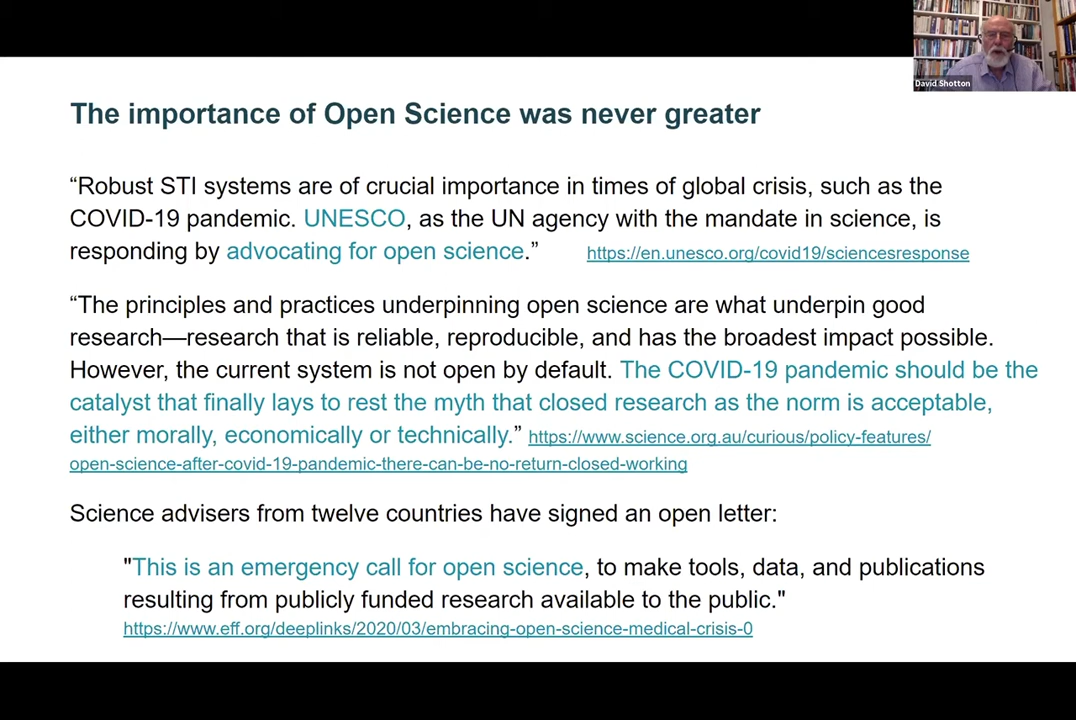 David Shotton
The importance of Open Science was never greater
“Robust STI systems are of crucial importance in times of global crisis, such as the
COVID-19 pandemic. UNESCO, as the UN agency with the mandate in science, is
responding by advocating for open science.” https://en.unesco.org/covid19/sciencesresponse
“The principles and practices underpinning open science are what underpin good
research—research that is reliable, reproducible, and has the broadest impact possible.
However, the current system is not open by default. The COVID-19 pandemic should be the
catalyst that finally lays to rest the myth that closed research as the norm is acceptable,
either morally, economically or technically.” https://www.science.org.au/curious/policy-features/
open-science-after-covid-19-pandemic-there-can-be-no-return-closed-working
Science advisers from twelve countries have signed an open letter:
"This is an emergency call for open science, to make tools, data, and publications
resulting from publicly funded research available to the public."
https://www.eff.org/deeplinks/2020/03/embracing-open-science-medical-crisis-0